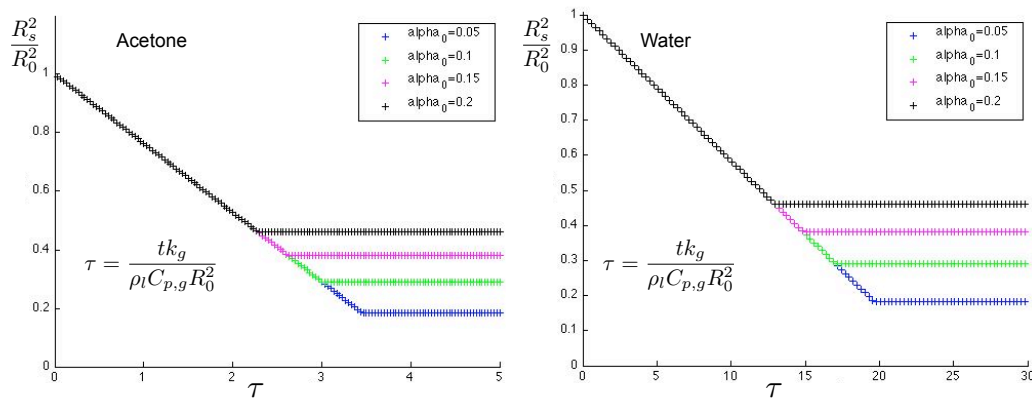 R_s^2/R_0^2
Acetone
alpha_0=0.05
alpha_0=0.1
alpha_0=0.15
alpha_0=0.2
1
0.8
0.6
0.4
0.2
0
τ = tk_g/ρ_l C_{p,g} R_0^2
0 1 2 3 4 5
τ
R_s^2/R_0^2
Water
alpha_0=0.05
alpha_0=0.1
alpha_0=0.15
alpha_0=0.2
1
0.9
0.8
0.7
0.6
0.5
0.4
0.3
0.2
0.1
0
τ = tk_g/ρ_l C_{p,g} R_0^2
0 5 10 15 20 25 30
τ